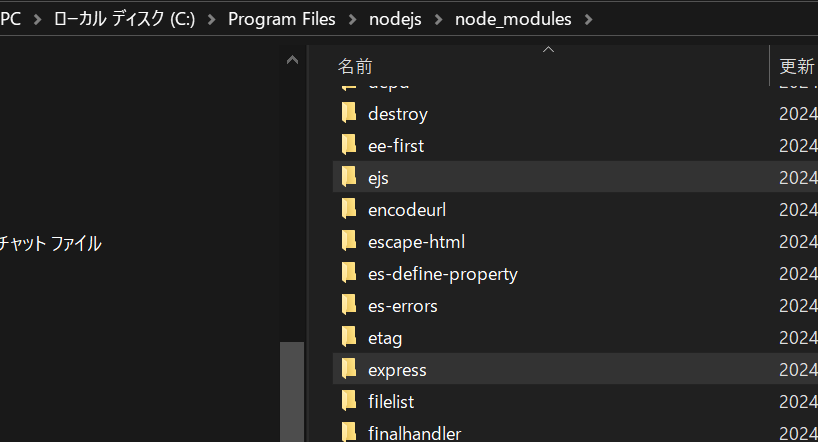 PC > ローカル ディスク (C:) > Program Files > nodejs > node_modules >
名前 更新
destroy 2024
ee-first 2024
ejs 2024
encodeurl 2024
チャット ファイル
escape-html 2024
es-define-property 2024
es-errors 2024
etag 2024
express 2024
filelist 2024
finalhandler 2024